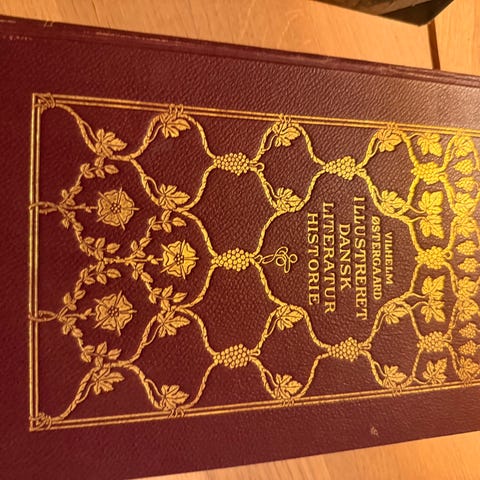 VILHELM
ØSTERGAARD
ILLUSTRERET
DANSK
LITERATUR
HISTORIE